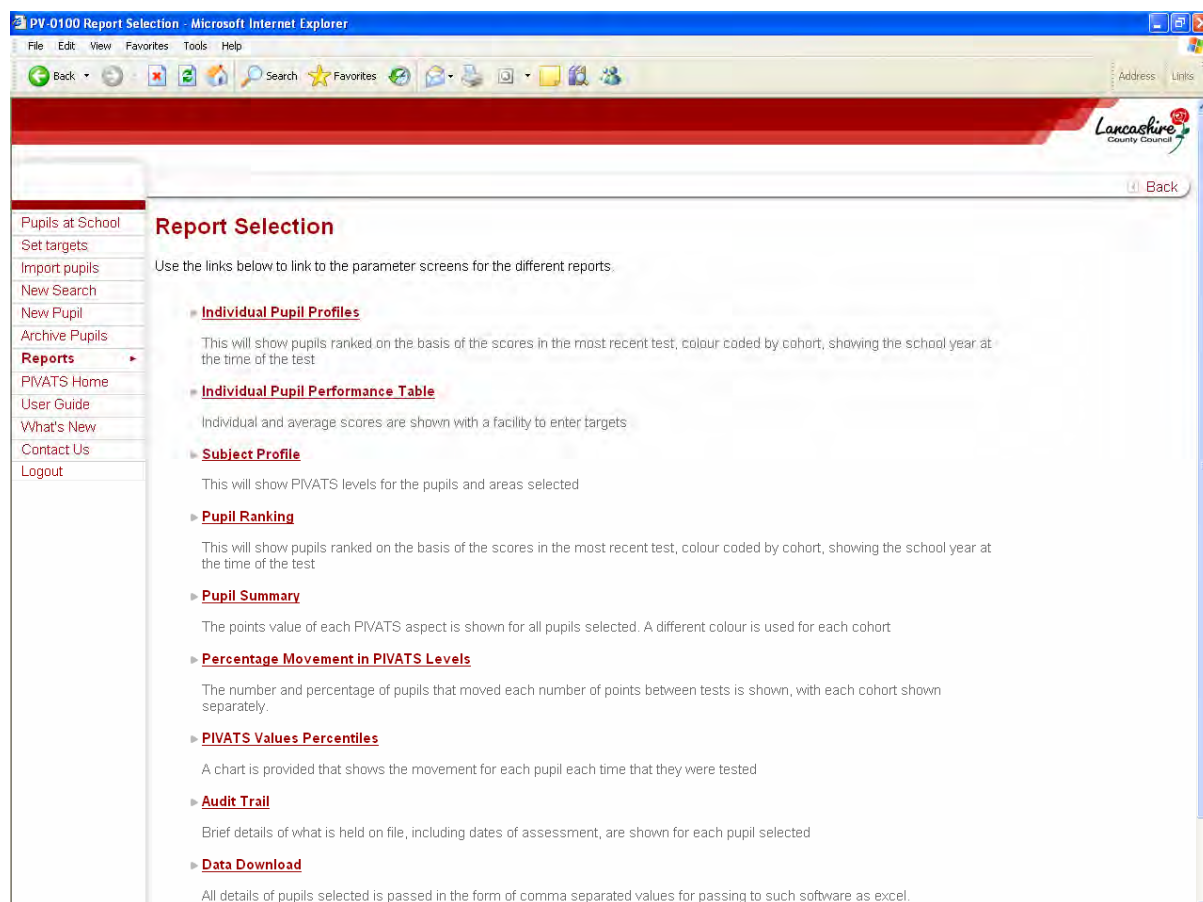 PV-0100 Report Selection - Microsoft Internet Explorer
File Edit View Favorites Tools Help
Back Search Favorites Address Links
Lancashire
County Council
Back
Pupils at School
Set targets
Import pupils
New Search
New Pupil
Archive Pupils
Reports
PIVATS Home
User Guide
What's New
Contact Us
Logout
Report Selection
Use the links below to link to the parameter screens for the different reports.
Individual Pupil Profiles
This will show pupils ranked on the basis of the scores in the most recent test, colour coded by cohort, showing the school year at
the time of the test
Individual Pupil Performance Table
Individual and average scores are shown with a facility to enter targets
Subject Profile
This will show PIVATS levels for the pupils and areas selected
Pupil Ranking
This will show pupils ranked on the basis of the scores in the most recent test, colour coded by cohort, showing the school year at
the time of the test
Pupil Summary
The points value of each PIVATS aspect is shown for all pupils selected. A different colour is used for each cohort
Percentage Movement in PIVATS Levels
The number and percentage of pupils that moved each number of points between tests is shown, with each cohort shown
separately.
PIVATS Values Percentiles
A chart is provided that shows the movement for each pupil each time that they were tested
Audit Trail
Brief details of what is held on file, including dates of assessment, are shown for each pupil selected
Data Download
All details of pupils selected is passed in the form of comma separated values for passing to such software as excel.